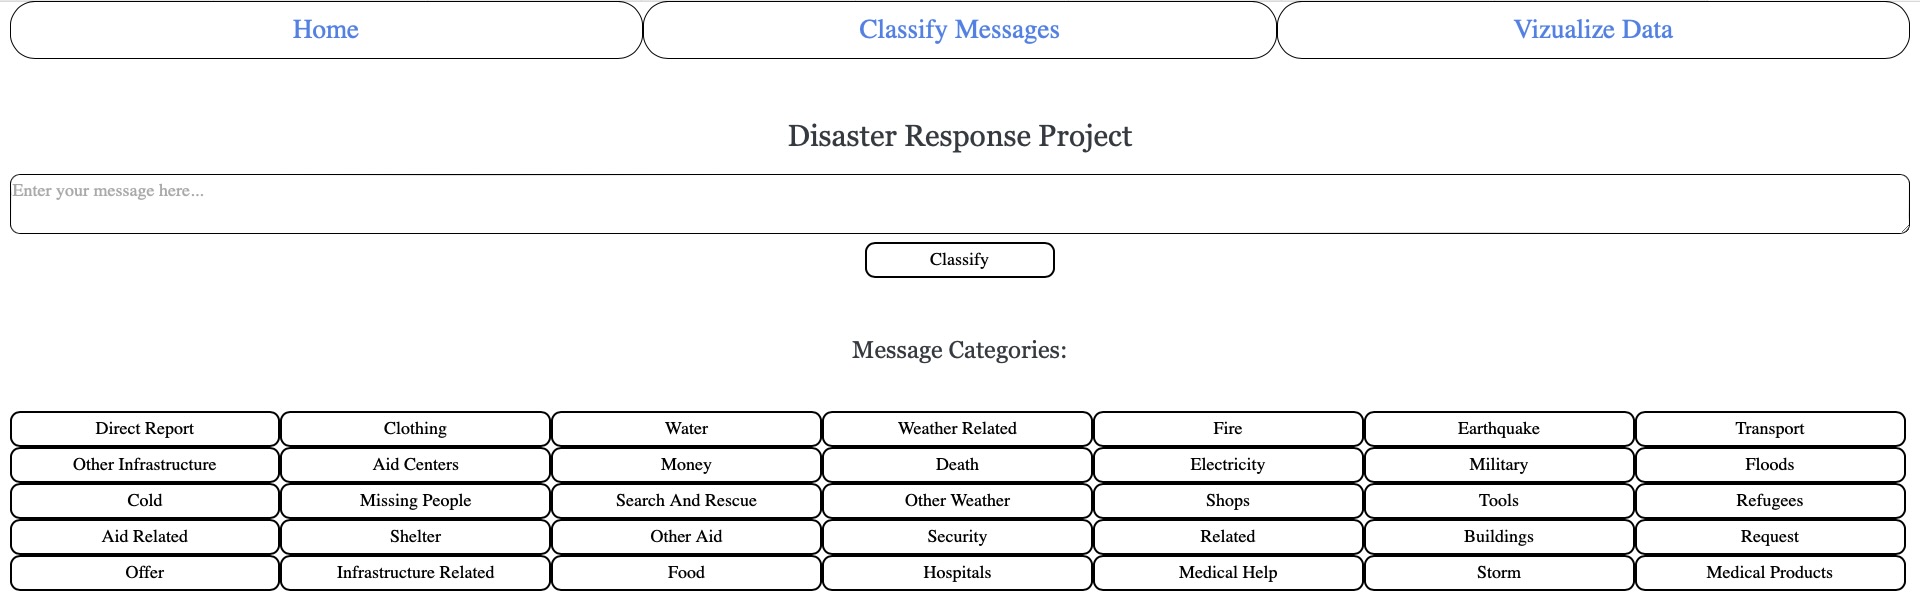 Home Classify Messages Vizualize Data
Disaster Response Project
Enter your message here...
Classify
Message Categories:
Direct Report Clothing Water Weather Related Fire Earthquake Transport
Other Infrastructure Aid Centers Money Death Electricity Military Floods
Cold Missing People Search And Rescue Other Weather Shops Tools Refugees
Aid Related Shelter Other Aid Security Related Buildings Request
Offer Infrastructure Related Food Hospitals Medical Help Storm Medical Products